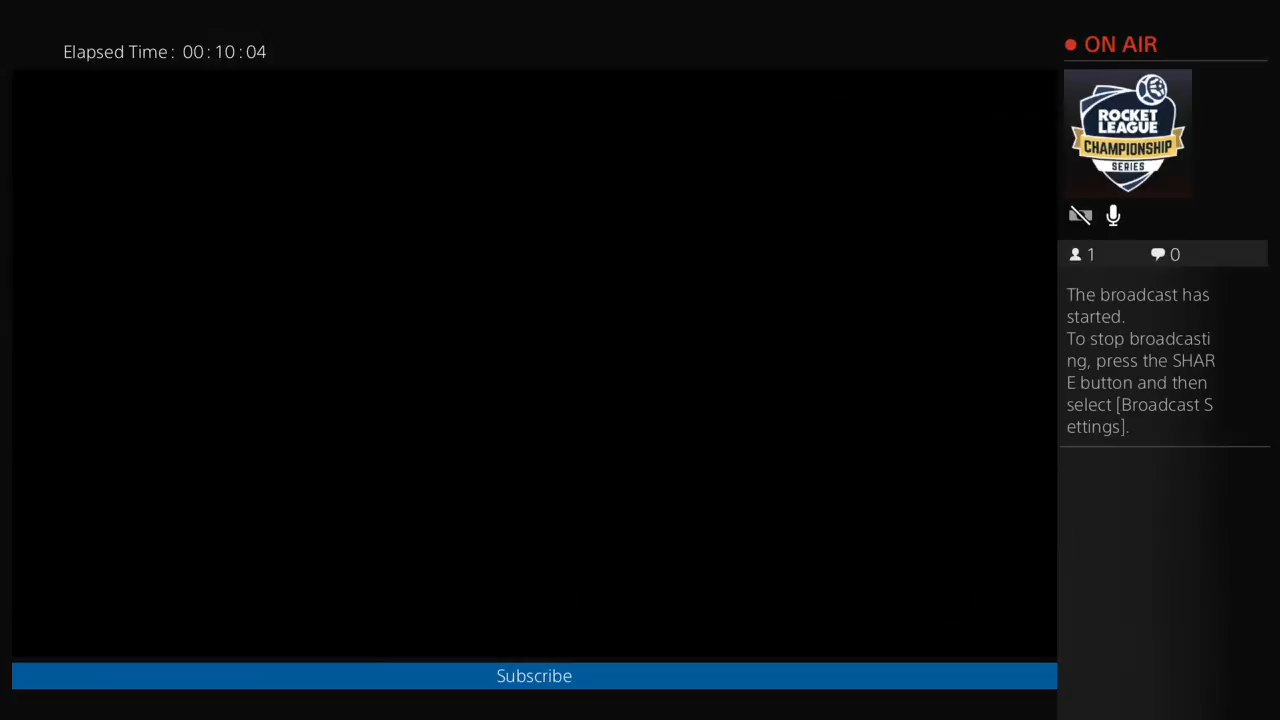 Elapsed Time: 00:10:04
ON AIR
ROCKET
LEAGUE
CHAMPIONSHIP
SERIES
1 0
The broadcast has
started.
To stop broadcasti
ng, press the SHAR
E button and then
select [Broadcast S
ettings].
Subscribe